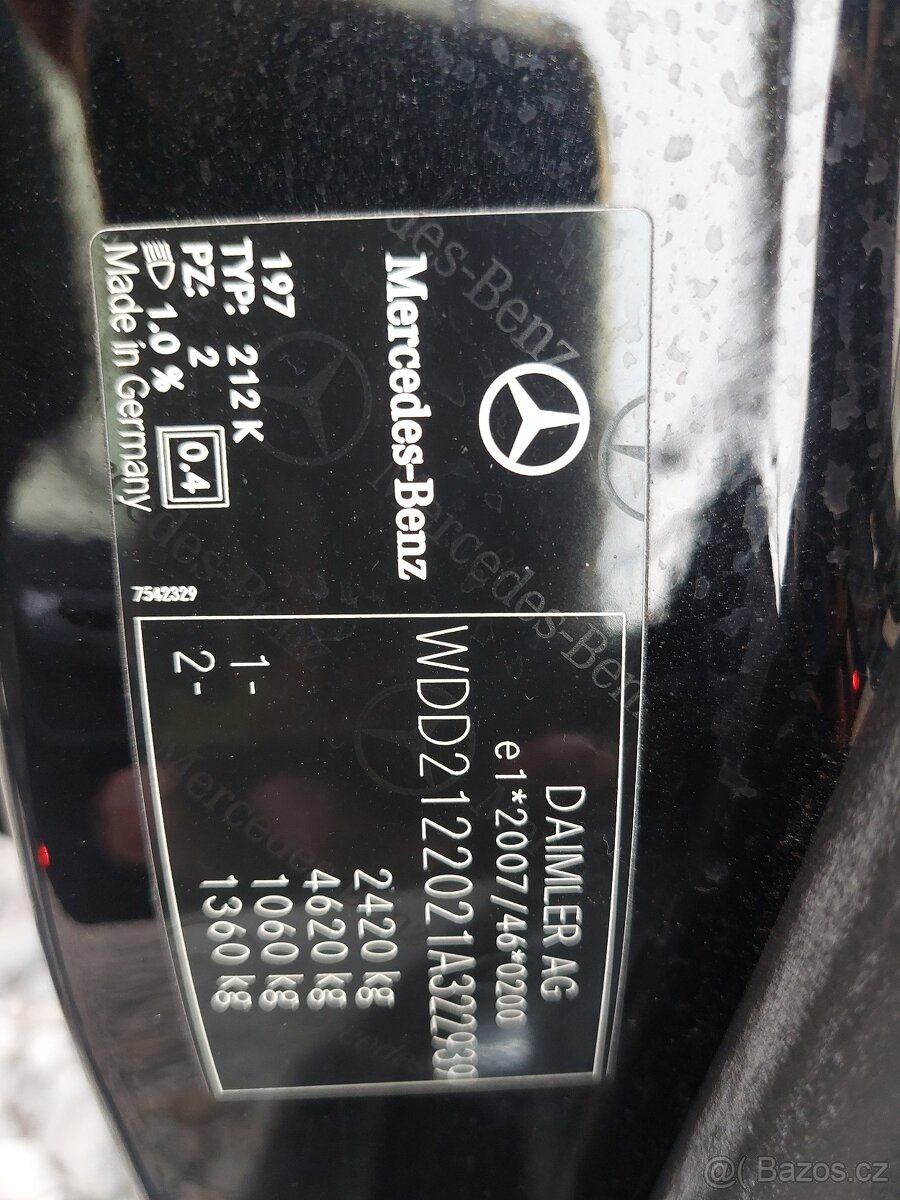 Mercedes-Benz
197
TYP: 212 K
PZ: 2
1.0 % 0.4
Made in Germany
7542329
DAIMLER AG
e1*2007/46*0200
WDD2122021A322939
2420 kg
4620 kg
1- 1060 kg
2- 1360 kg
@( Bazos.cz